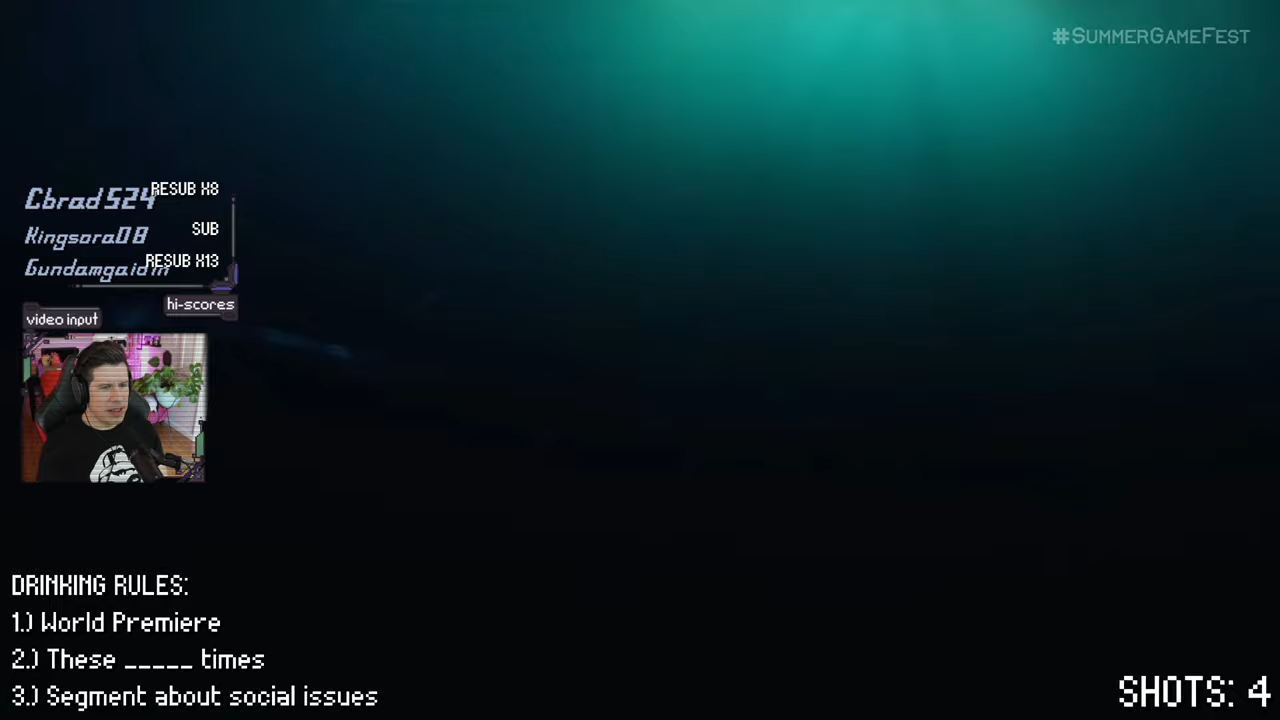 #SUMMERGAMEFEST
Cbrad524 RESUB X8
Kingsora08 SUB
RESUB X13
hi-scores
video input
DRINKING RULES:
1.) World Premiere
2.) These _____ times
3.) Segment about social issues
SHOTS: 4